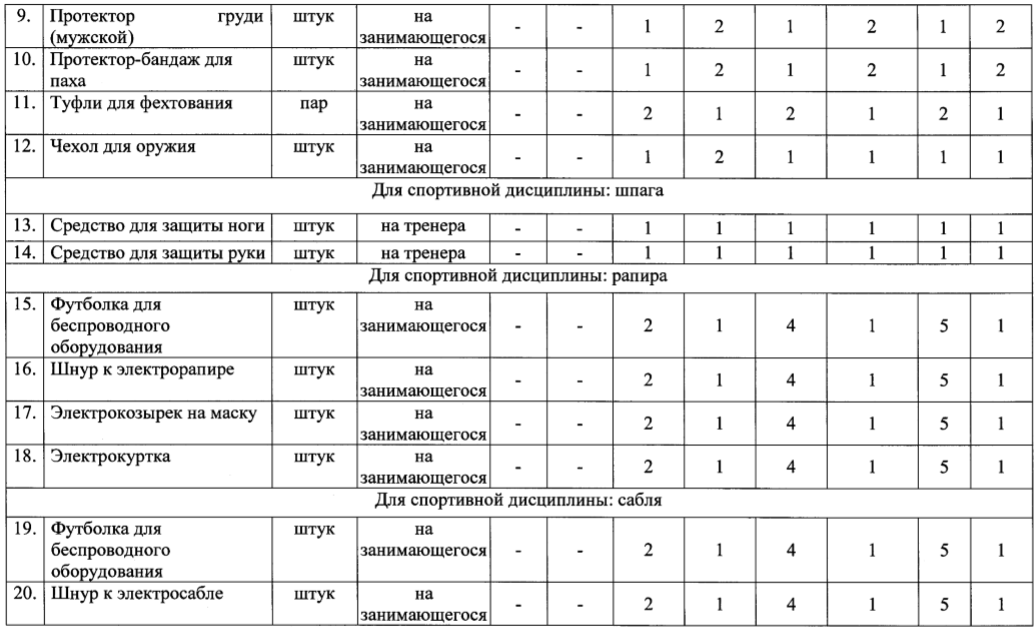 9. Протектор груди (мужской) штук на занимающегося - - 1 2 1 2 1 2
10. Протектор-бандаж для паха штук на занимающегося - - 1 2 1 2 1 2
11. Туфли для фехтования пар на занимающегося - - 2 1 2 1 2 1
12. Чехол для оружия штук на занимающегося - - 1 2 1 1 1 1
Для спортивной дисциплины: шпага
13. Средство для защиты ноги штук на тренера - - 1 1 1 1 1 1
14. Средство для защиты руки штук на тренера - - 1 1 1 1 1 1
Для спортивной дисциплины: рапира
15. Футболка для беспроводного оборудования штук на занимающегося - - 2 1 4 1 5 1
16. Шнур к электрорапире штук на занимающегося - - 2 1 4 1 5 1
17. Электрокозырек на маску штук на занимающегося - - 2 1 4 1 5 1
18. Электрокуртка штук на занимающегося - - 2 1 4 1 5 1
Для спортивной дисциплины: сабля
19. Футболка для беспроводного оборудования штук на занимающегося - - 2 1 4 1 5 1
20. Шнур к электросабле штук на занимающегося - - 2 1 4 1 5 1